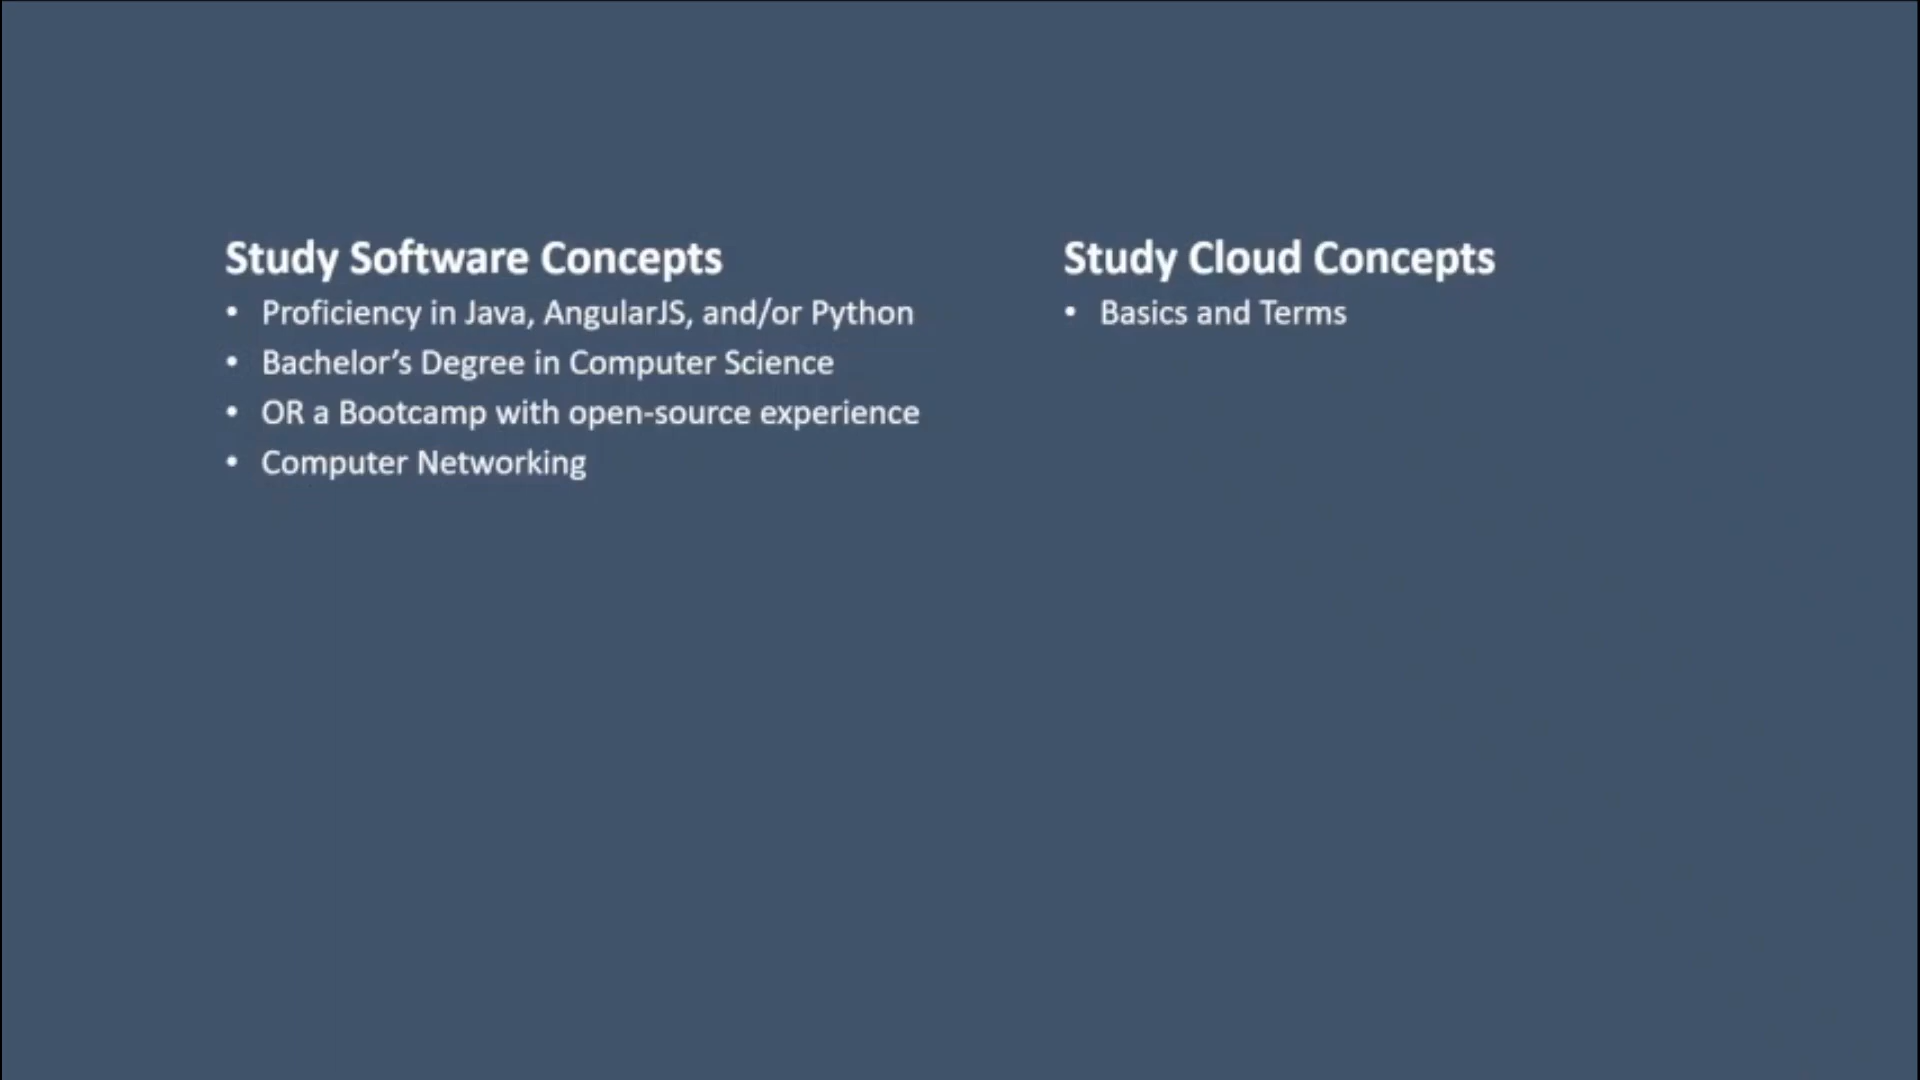 Study Software Concepts
• Proficiency in Java, AngularJS, and/or Python
• Bachelor’s Degree in Computer Science
• OR a Bootcamp with open-source experience
• Computer Networking
Study Cloud Concepts
• Basics and Terms